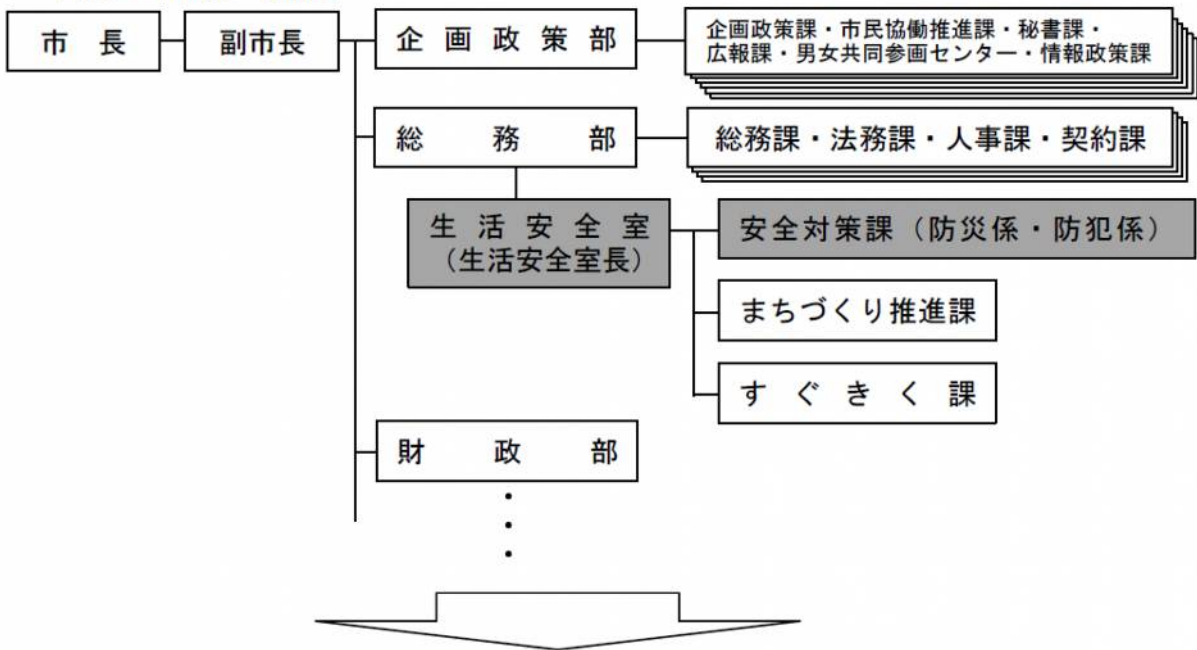 市長
副市長
企画政策部
企画政策課・市民協働推進課・秘書課・
広報課・男女共同参画センター・情報政策課
総務部
総務課・法務課・人事課・契約課
生活安全室
（生活安全室長）
安全対策課（防災係・防犯係）
まちづくり推進課
すぐきく課
財政部
・
・
・